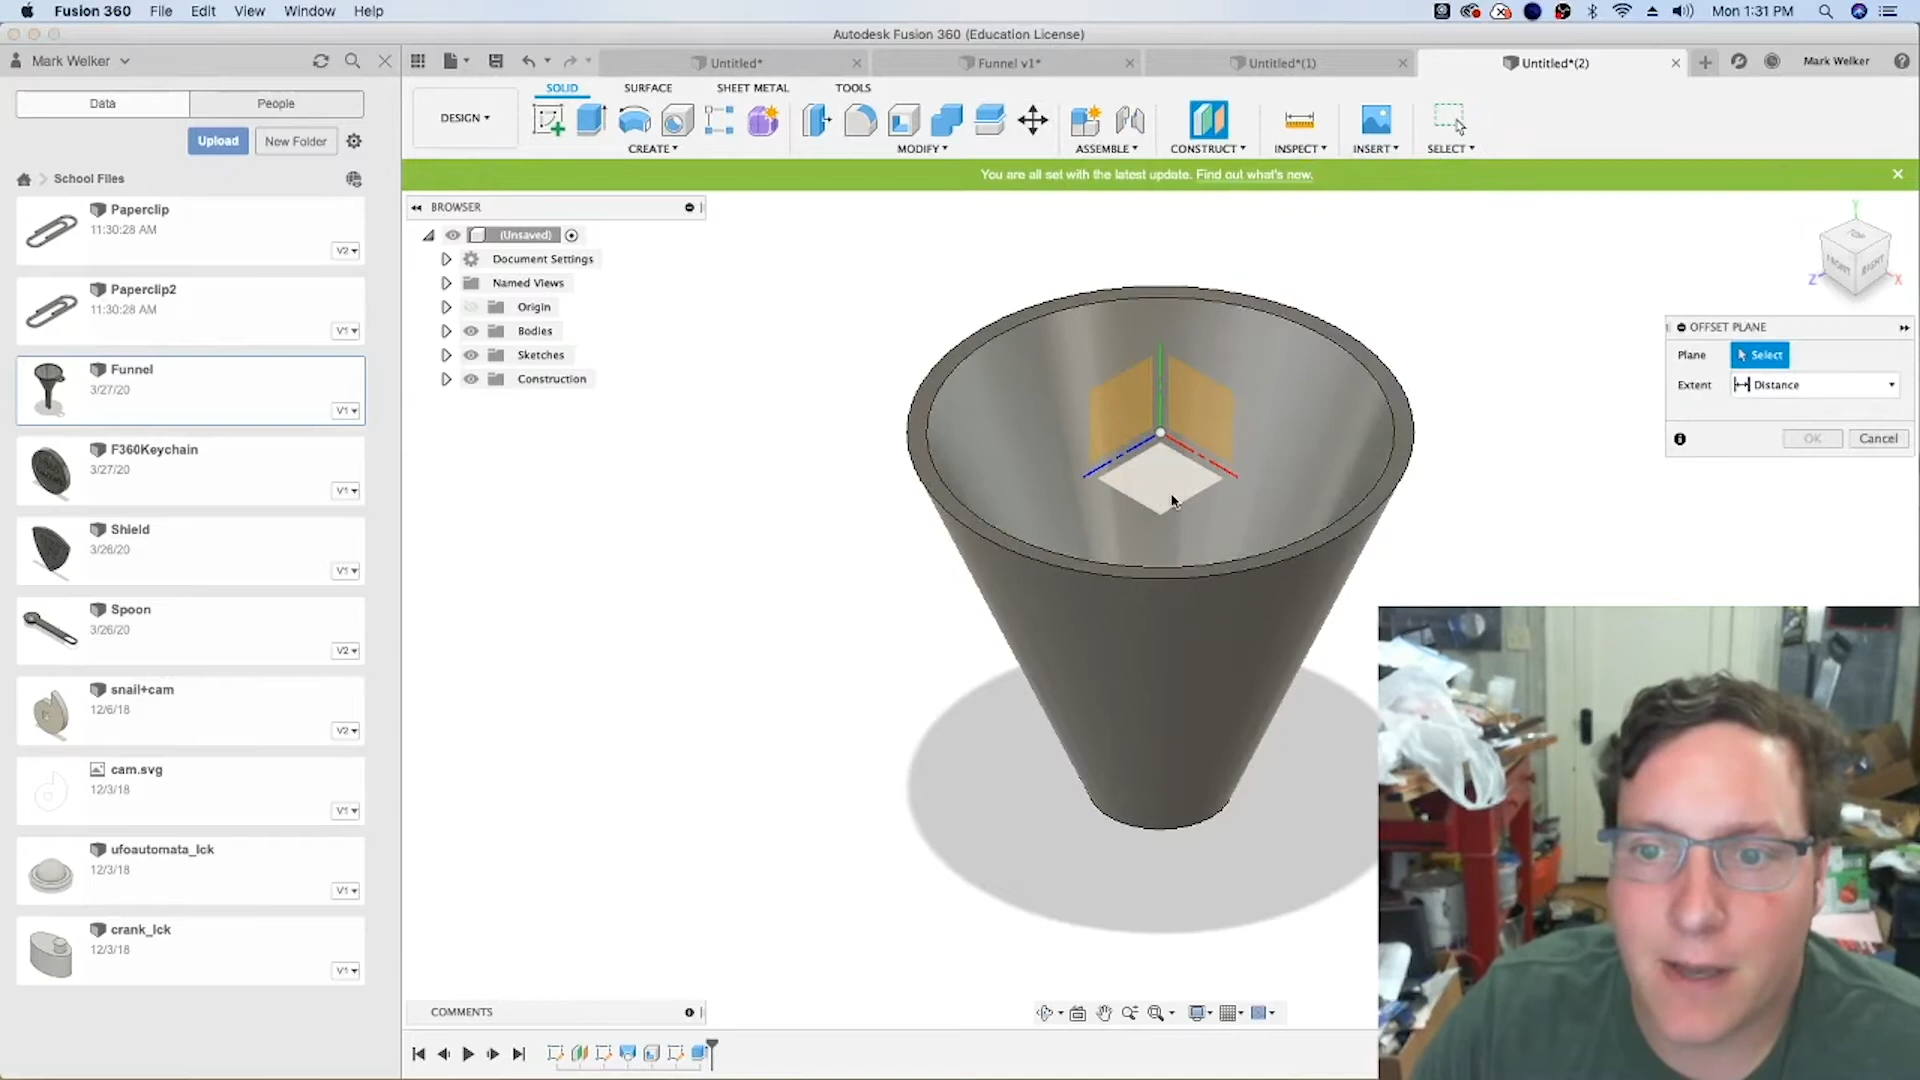 Fusion 360 File Edit View Window Help Mon 1:31 PM
Autodesk Fusion 360 (Education License)
Mark Welker
Untitled* Funnel v1* Untitled*(1) Untitled*(2) Mark Welker
SOLID SURFACE SHEET METAL TOOLS
Data People
DESIGN
Upload New Folder
CREATE MODIFY ASSEMBLE CONSTRUCT INSPECT INSERT SELECT
You are all set with the latest update. Find out what's new.
School Files
BROWSER
Paperclip
11:30:28 AM
V2
(Unsaved)
Document Settings
Named Views
Origin
Bodies
Sketches
Construction
Y
TOP
FRONT RIGHT
Z X
Paperclip2
11:30:28 AM
V1
OFFSET PLANE
Plane Select
Extent Distance
OK Cancel
Funnel
3/27/20
V1
F360Keychain
3/27/20
V1
Shield
3/26/20
V1
Spoon
3/26/20
V2
snail+cam
12/6/18
V2
cam.svg
12/3/18
V1
ufoautomata_lck
12/3/18
V1
crank_lck
12/3/18
V1
COMMENTS